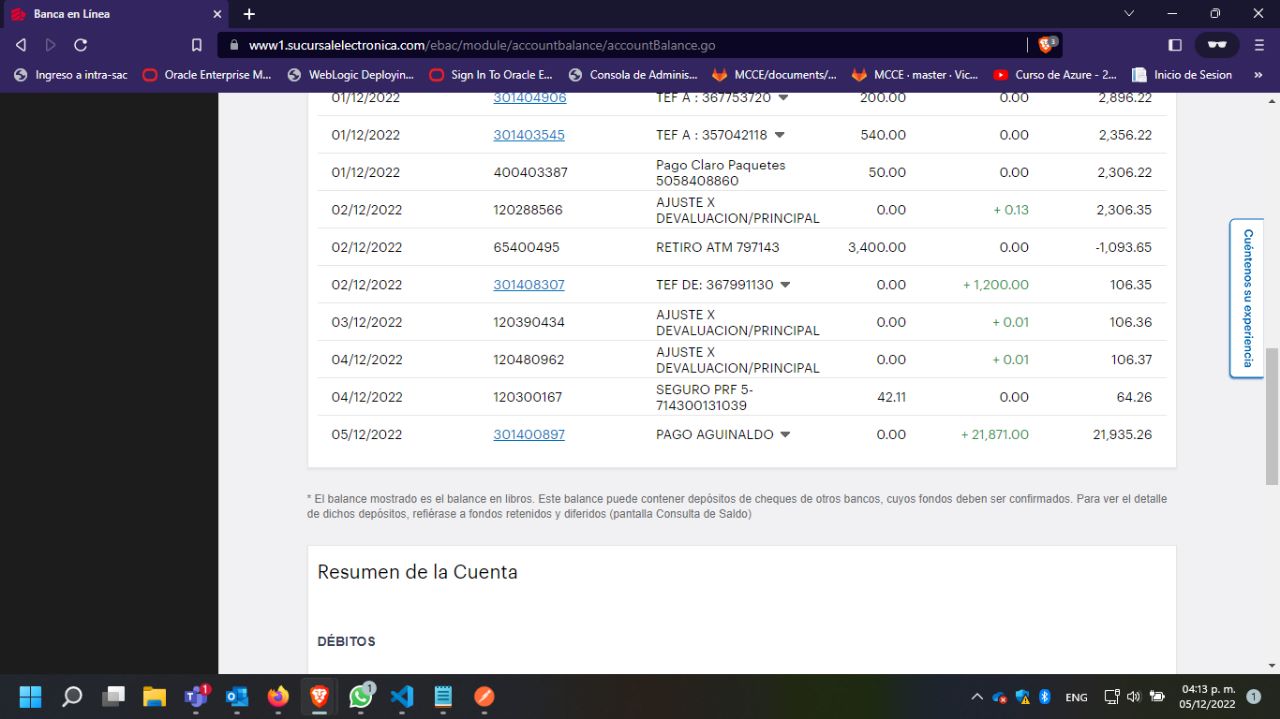 Banca en Línea
www1.sucursalelectronica.com/ebac/module/accountbalance/accountBalance.go
3
Ingreso a intra-sac Oracle Enterprise M... WebLogic Deployin... Sign In To Oracle E... Consola de Adminis... MCCE/documents/... MCCE · master · Vic... Curso de Azure - 2... Inicio de Sesion »
01/12/2022 301404906 TEF A : 367753720 200.00 0.00 2,896.22
01/12/2022 301403545 TEF A : 357042118 540.00 0.00 2,356.22
01/12/2022 400403387 Pago Claro Paquetes 5058408860 50.00 0.00 2,306.22
02/12/2022 120288566 AJUSTE X DEVALUACION/PRINCIPAL 0.00 + 0.13 2,306.35
02/12/2022 65400495 RETIRO ATM 797143 3,400.00 0.00 -1,093.65
02/12/2022 301408307 TEF DE: 367991130 0.00 + 1,200.00 106.35
03/12/2022 120390434 AJUSTE X DEVALUACION/PRINCIPAL 0.00 + 0.01 106.36
04/12/2022 120480962 AJUSTE X DEVALUACION/PRINCIPAL 0.00 + 0.01 106.37
04/12/2022 120300167 SEGURO PRF 5-714300131039 42.11 0.00 64.26
05/12/2022 301400897 PAGO AGUINALDO 0.00 + 21,871.00 21,935.26
Cuéntenos su experiencia
* El balance mostrado es el balance en libros. Este balance puede contener depósitos de cheques de otros bancos, cuyos fondos deben ser confirmados. Para ver el detalle
de dichos depósitos, refiérase a fondos retenidos y diferidos (pantalla Consulta de Saldo)
Resumen de la Cuenta
DÉBITOS
1
1
ENG
04:13 p. m.
05/12/2022
1